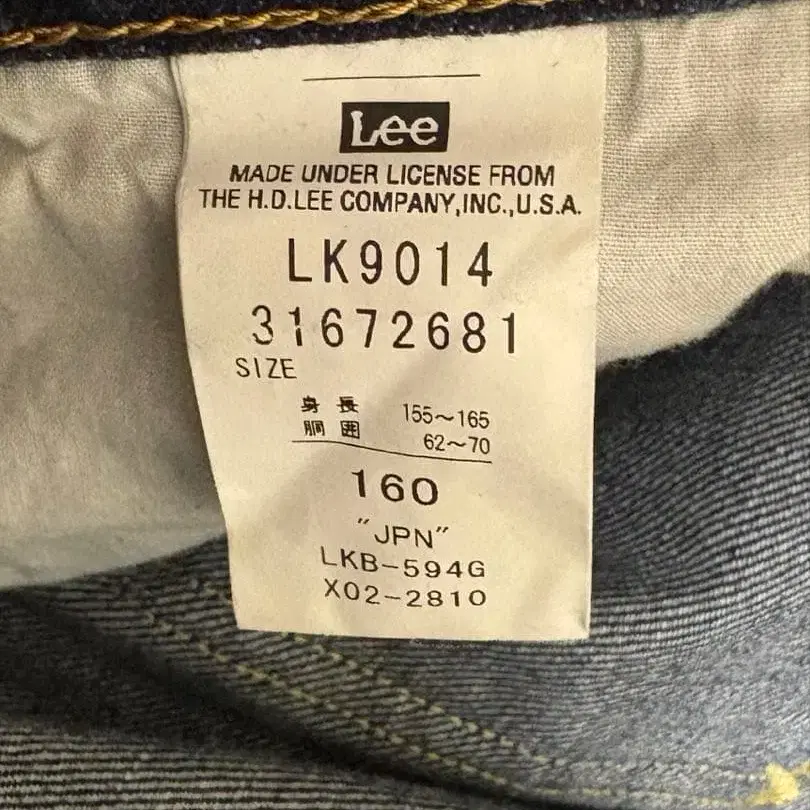 Lee
MADE UNDER LICENSE FROM
THE H.D.LEE COMPANY,INC.,U.S.A.
LK9014
31672681
SIZE
身長 155〜165
胴囲 62〜70
160
"JPN"
LKB-594G
X02-2810